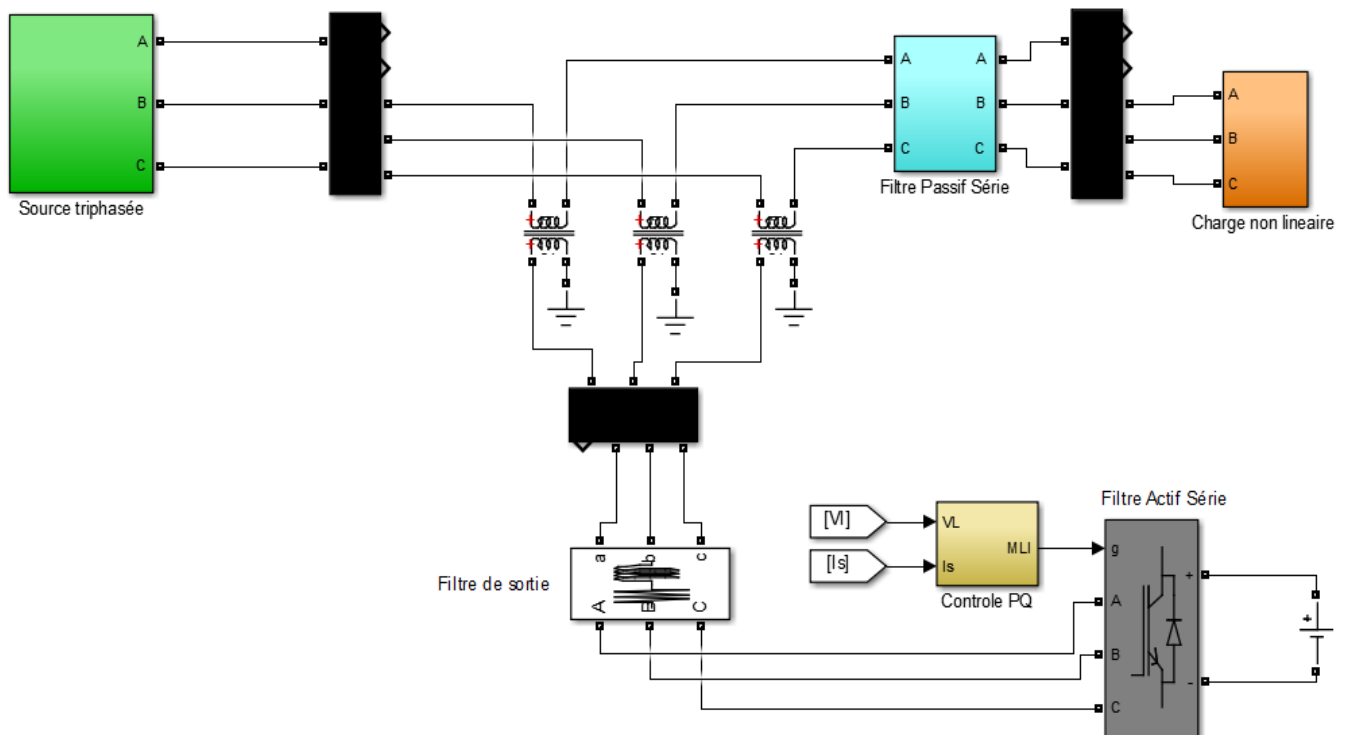 A
B
C
Source triphasée
A
B
C
A
B
C
Filtre Passif Série
A
B
C
Charge non lineaire
a
b
c
A
B
C
Filtre de sortie
[Vl]
[Is]
VL
Is
MLI
Controle PQ
Filtre Actif Série
g
A
B
C
+
-
+